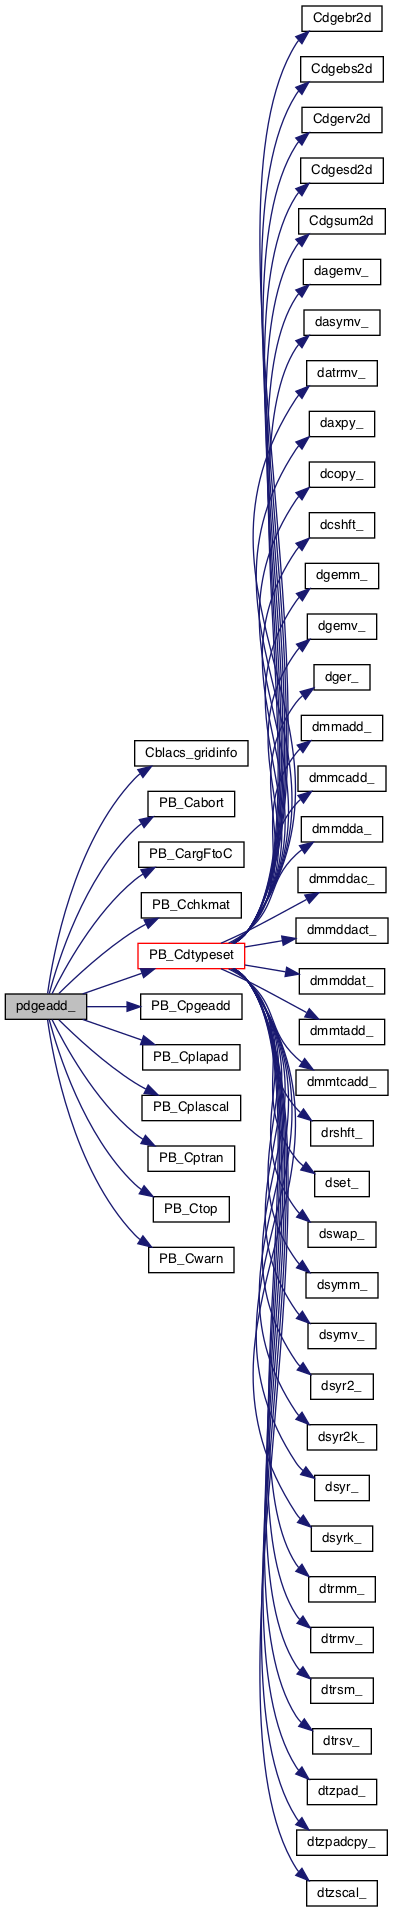 pdgeadd_
Cblacs_gridinfo
PB_Cabort
PB_CargFtoC
PB_Cchkmat
PB_Cdtypeset
PB_Cpgeadd
PB_Cplapad
PB_Cplascal
PB_Cptran
PB_Ctop
PB_Cwarn
Cdgebr2d
Cdgebs2d
Cdgerv2d
Cdgesd2d
Cdgsum2d
dagemv_
dasymv_
datrmv_
daxpy_
dcopy_
dcshft_
dgemm_
dgemv_
dger_
dmmadd_
dmmcadd_
dmmdda_
dmmddac_
dmmddact_
dmmddat_
dmmtadd_
dmmtcadd_
drshft_
dset_
dswap_
dsymm_
dsymv_
dsyr2_
dsyr2k_
dsyr_
dsyrk_
dtrmm_
dtrmv_
dtrsm_
dtrsv_
dtzpad_
dtzpadcpy_
dtzscal_